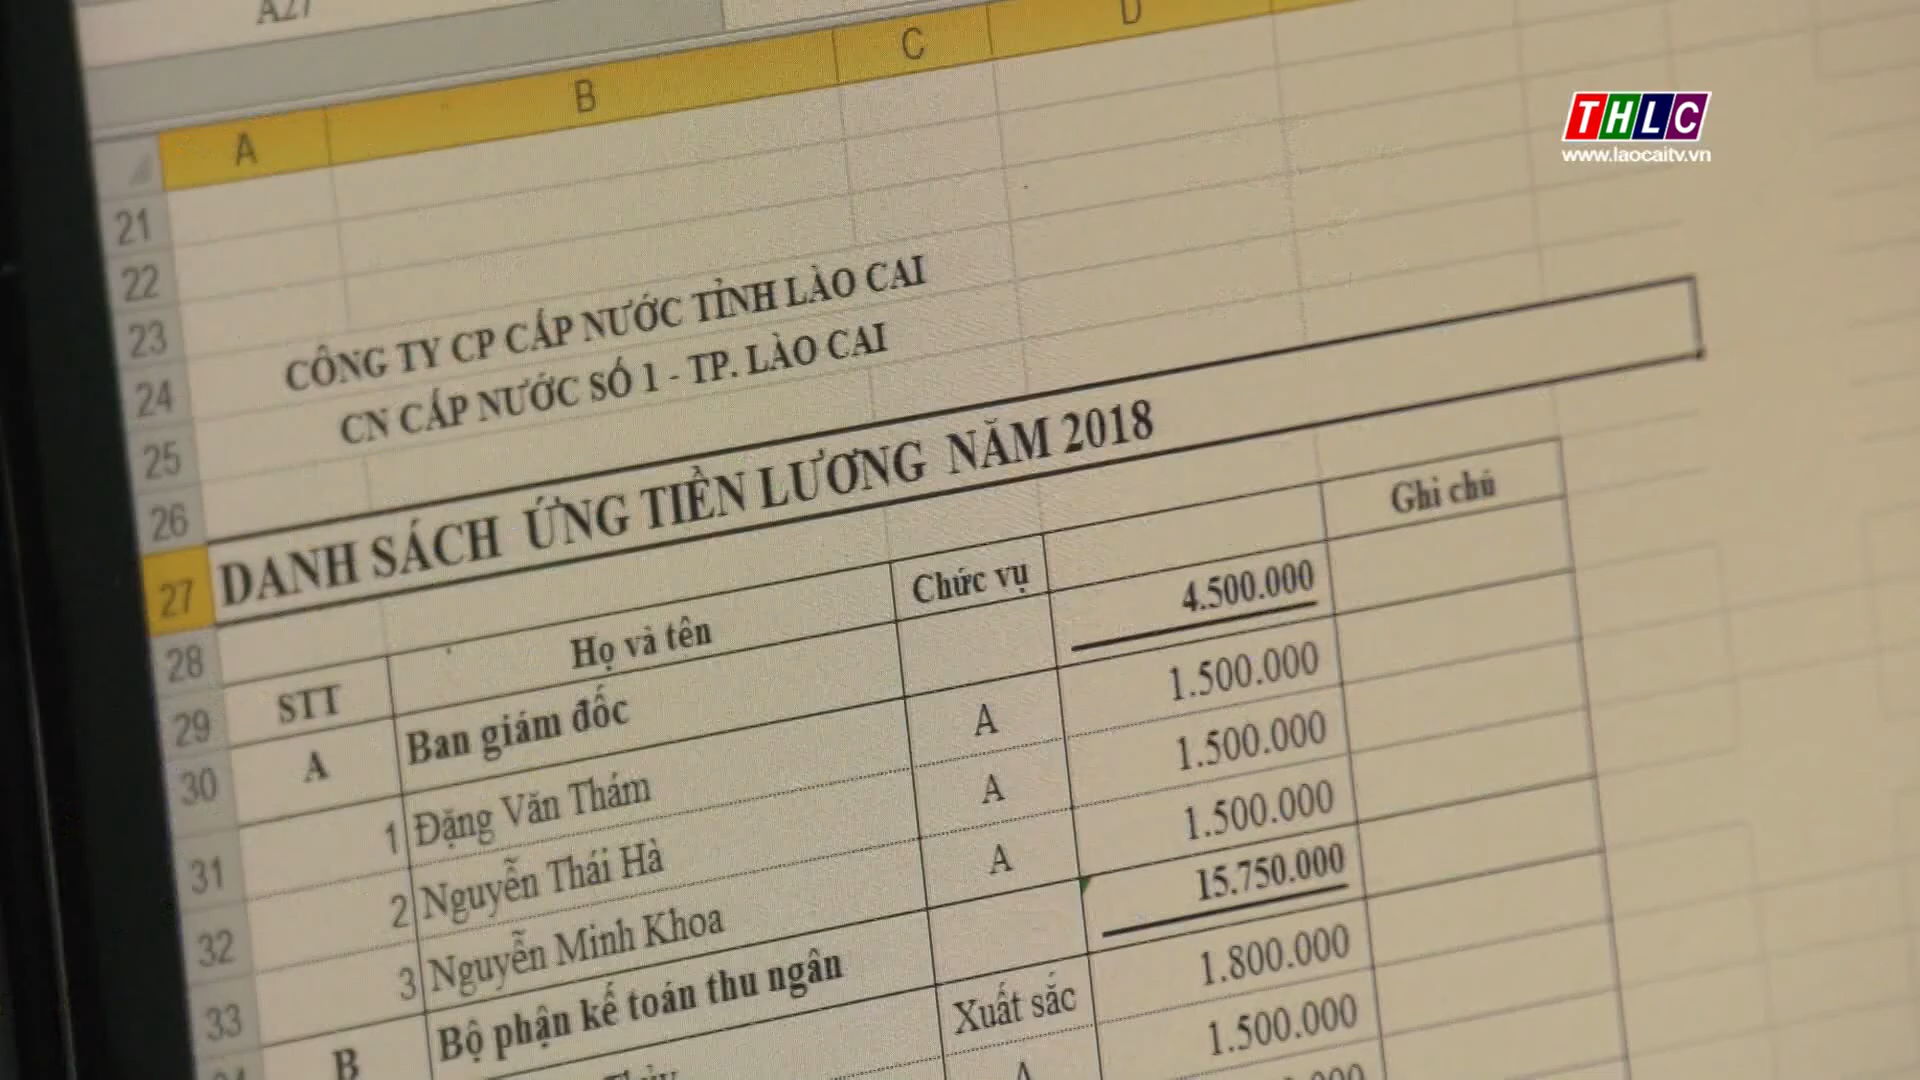 A27
A B C D
THLC
www.laocaitv.vn
21
22
23
24
25
26
27
28
29
30
31
32
33
CÔNG TY CP CẤP NƯỚC TỈNH LÀO CAI
CN CẤP NƯỚC SỐ 1 - TP. LÀO CAI
DANH SÁCH ỨNG TIỀN LƯƠNG NĂM 2018
STT Họ và tên Chức vụ Ghi chú
A Ban giám đốc 4.500.000
1 Đặng Văn Thám A 1.500.000
2 Nguyễn Thái Hà A 1.500.000
3 Nguyễn Minh Khoa A 1.500.000
B Bộ phận kế toán thu ngân 15.750.000
Xuất sắc 1.800.000
A 1.500.000